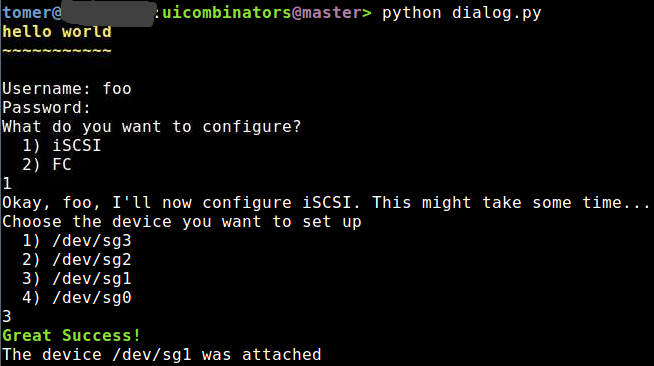 tomer@ :uicombinators@master> python dialog.py
hello world
~~~~~~~~~~~
Username: foo
Password:
What do you want to configure?
1) iSCSI
2) FC
1
Okay, foo, I'll now configure iSCSI. This might take some time...
Choose the device you want to set up
1) /dev/sg3
2) /dev/sg2
3) /dev/sg1
4) /dev/sg0
3
Great Success!
The device /dev/sg1 was attached